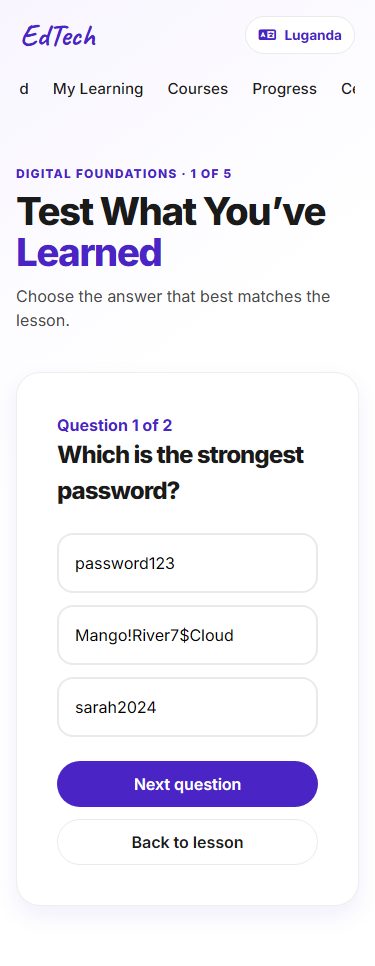 EdTech
Luganda
d My Learning Courses Progress Ce
DIGITAL FOUNDATIONS · 1 OF 5
Test What You’ve
Learned
Choose the answer that best matches the
lesson.
Question 1 of 2
Which is the strongest
password?
password123
Mango!River7$Cloud
sarah2024
Next question
Back to lesson